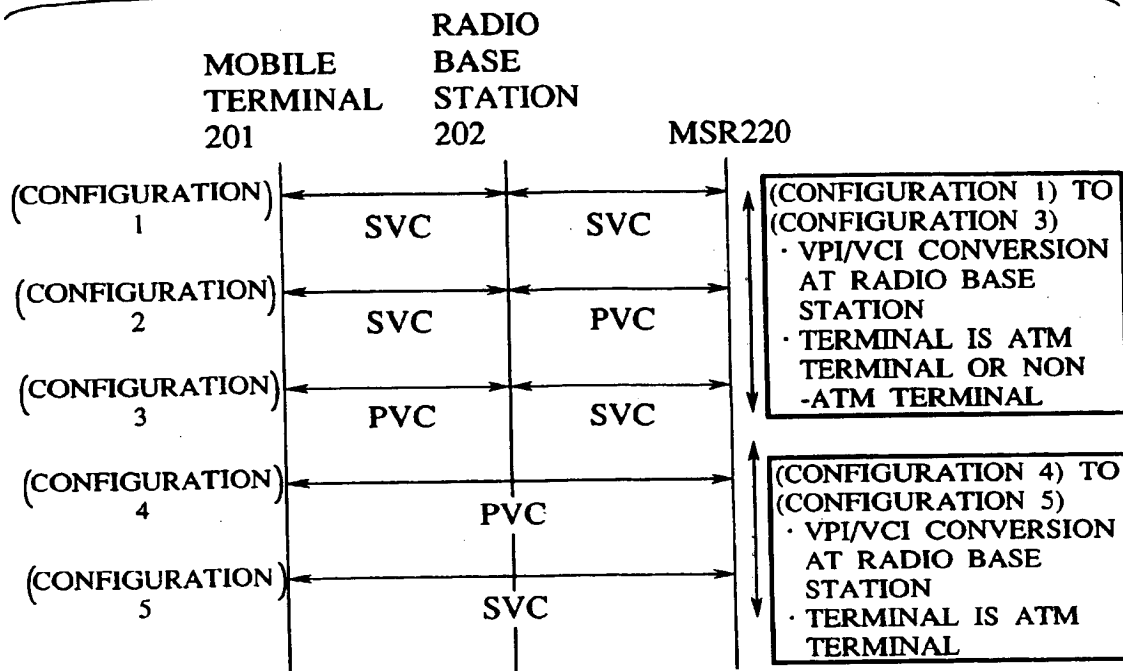 MOBILE
TERMINAL
201
RADIO
BASE
STATION
202
MSR220
(CONFIGURATION)
1
SVC
SVC
(CONFIGURATION)
2
SVC
PVC
(CONFIGURATION)
3
PVC
SVC
(CONFIGURATION)
4
PVC
(CONFIGURATION)
5
SVC
(CONFIGURATION 1) TO
(CONFIGURATION 3)
· VPI/VCI CONVERSION
AT RADIO BASE
STATION
· TERMINAL IS ATM
TERMINAL OR NON
-ATM TERMINAL
(CONFIGURATION 4) TO
(CONFIGURATION 5)
· VPI/VCI CONVERSION
AT RADIO BASE
STATION
· TERMINAL IS ATM
TERMINAL